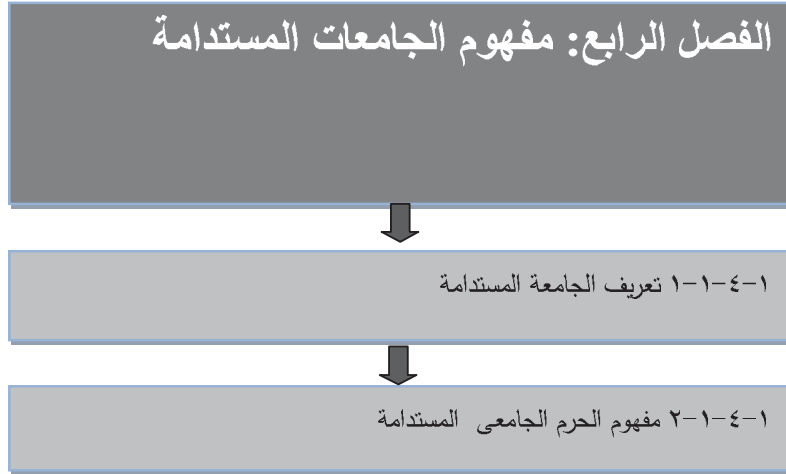 الفصل الرابع: مفهوم الجامعات المستدامة
١-٤-١-١ تعريف الجامعة المستدامة
١-٤-١-٢ مفهوم الحرم الجامعى المستدامة